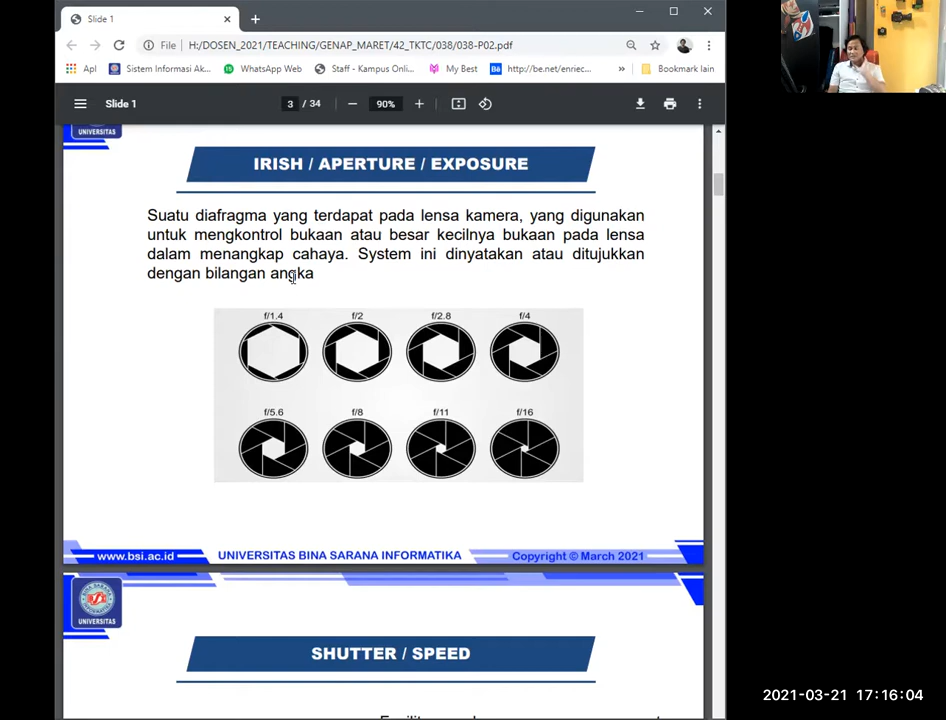 Slide 1
File
H:/DOSEN_2021/TEACHING/GENAP_MARET/42_TKTC/038/038-P02.pdf
Apl
Sistem Informasi Ak...
WhatsApp Web
Staff - Kampus Onli...
My Best
Bē
http://be.net/enriec...
»
Bookmark lain
Slide 1
3 / 34
90%
UNIVERSITAS
IRISH / APERTURE / EXPOSURE
Suatu diafragma yang terdapat pada lensa kamera, yang digunakan
untuk mengkontrol bukaan atau besar kecilnya bukaan pada lensa
dalam menangkap cahaya. System ini dinyatakan atau ditujukkan
dengan bilangan angka
f/1.4 f/2 f/2.8 f/4
f/5.6 f/8 f/11 f/16
www.bsi.ac.id
UNIVERSITAS BINA SARANA INFORMATIKA
Copyright © March 2021
UNIVERSITAS
SHUTTER / SPEED
2021-03-21 17:16:04